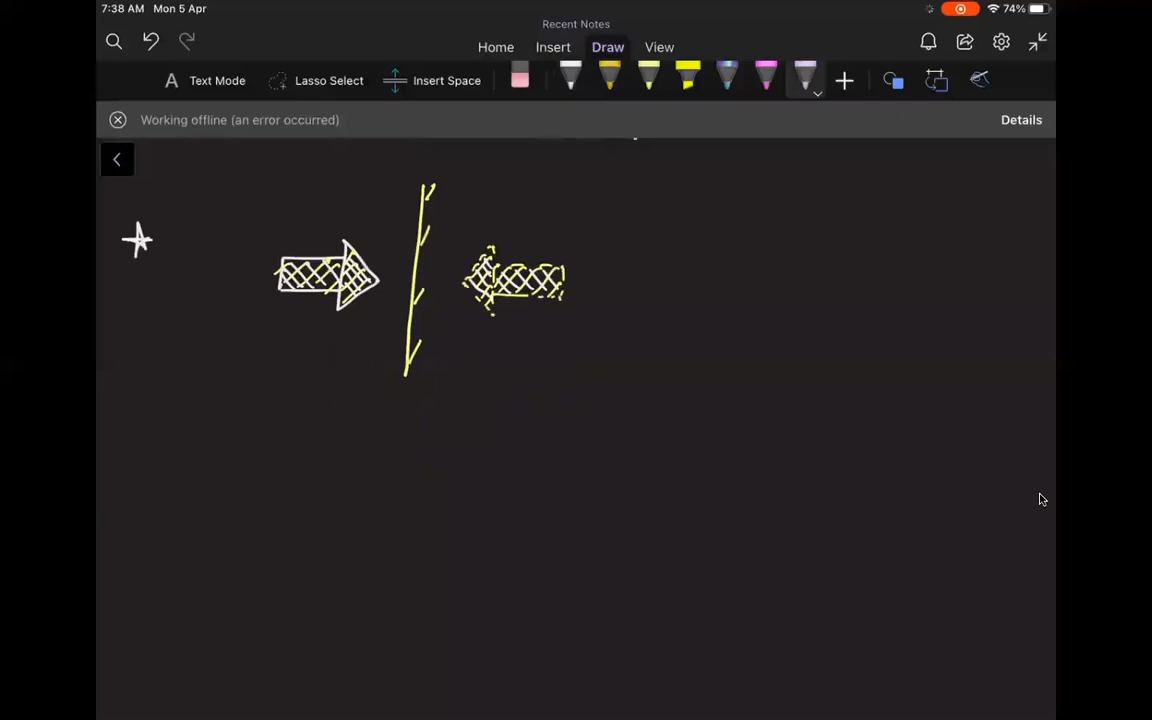 7:38 AM Mon 5 Apr
74%
Recent Notes
Home Insert Draw View
A Text Mode Lasso Select Insert Space
Working offline (an error occurred) Details